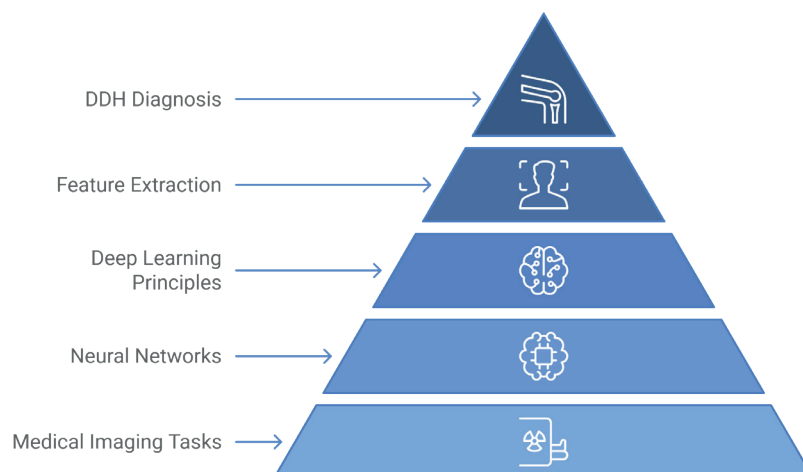 DDH Diagnosis
Feature Extraction
Deep Learning
Principles
Neural Networks
Medical Imaging Tasks